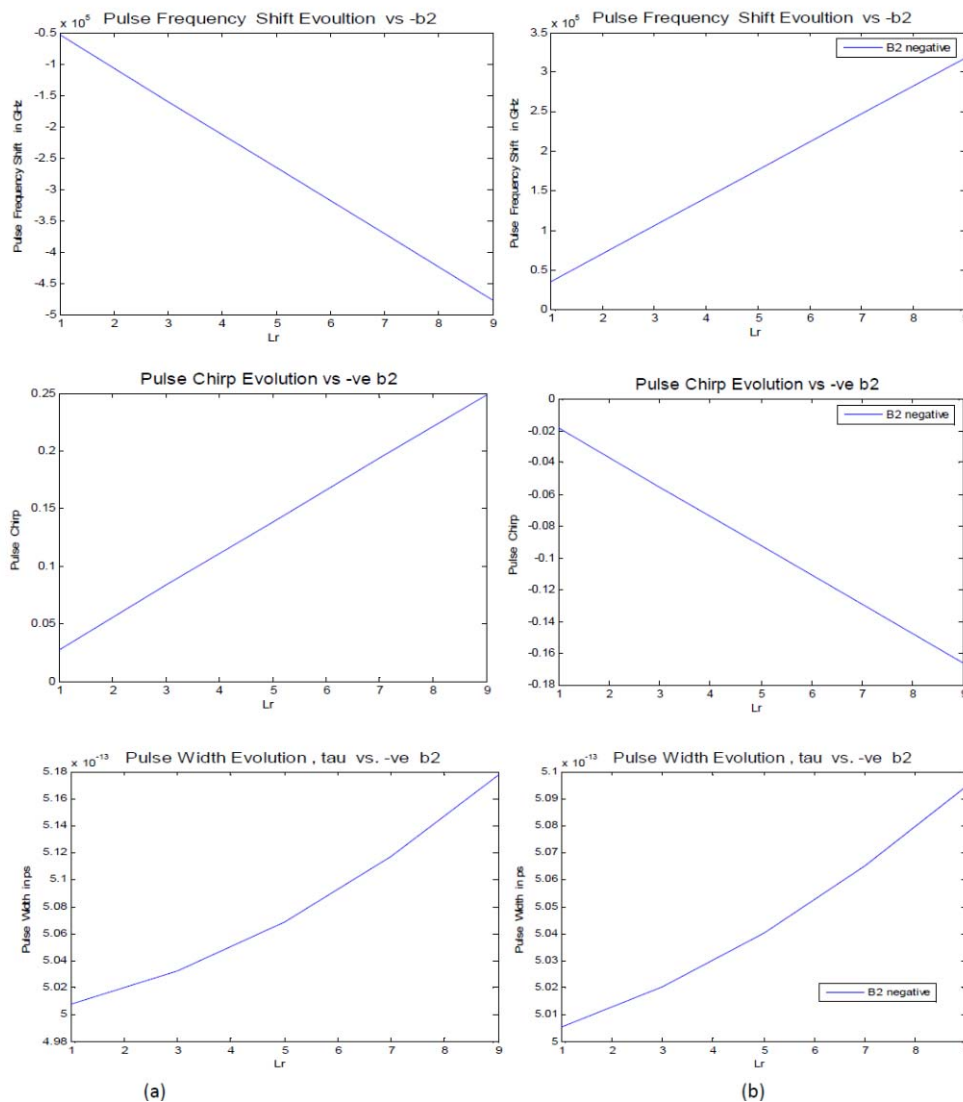 Pulse Frequency Shift Evoultion vs -b2
x 10⁵
-0.5
-1
-1.5
-2
-2.5
-3
-3.5
-4
-4.5
-5
Pulse Frequency Shift in GHz
1 2 3 4 5 6 7 8 9
Lr
Pulse Frequency Shift Evoultion vs -b2
x 10⁵
B2 negative
3.5
3
2.5
2
1.5
1
0.5
0
Pulse Frequency Shift in GHz
1 2 3 4 5 6 7 8 9
Lr
Pulse Chirp Evolution vs -ve b2
0.25
0.2
0.15
0.1
0.05
0
Pulse Chirp
1 2 3 4 5 6 7 8 9
Lr
Pulse Chirp Evolution vs -ve b2
B2 negative
0
-0.02
-0.04
-0.06
-0.08
-0.1
-0.12
-0.14
-0.16
-0.18
Pulse Chirp
1 2 3 4 5 6 7 8 9
Lr
Pulse Width Evolution , tau vs. -ve b2
x 10⁻¹³
5.18
5.16
5.14
5.12
5.1
5.08
5.06
5.04
5.02
5
4.98
Pulse Width in ps
1 2 3 4 5 6 7 8 9
Lr
Pulse Width Evolution , tau vs. -ve b2
x 10⁻¹³
5.1
5.09
5.08
5.07
5.06
5.05
5.04
5.03
5.02
5.01
5
Pulse Width in ps
B2 negative
1 2 3 4 5 6 7 8
Lr
(a)
(b)